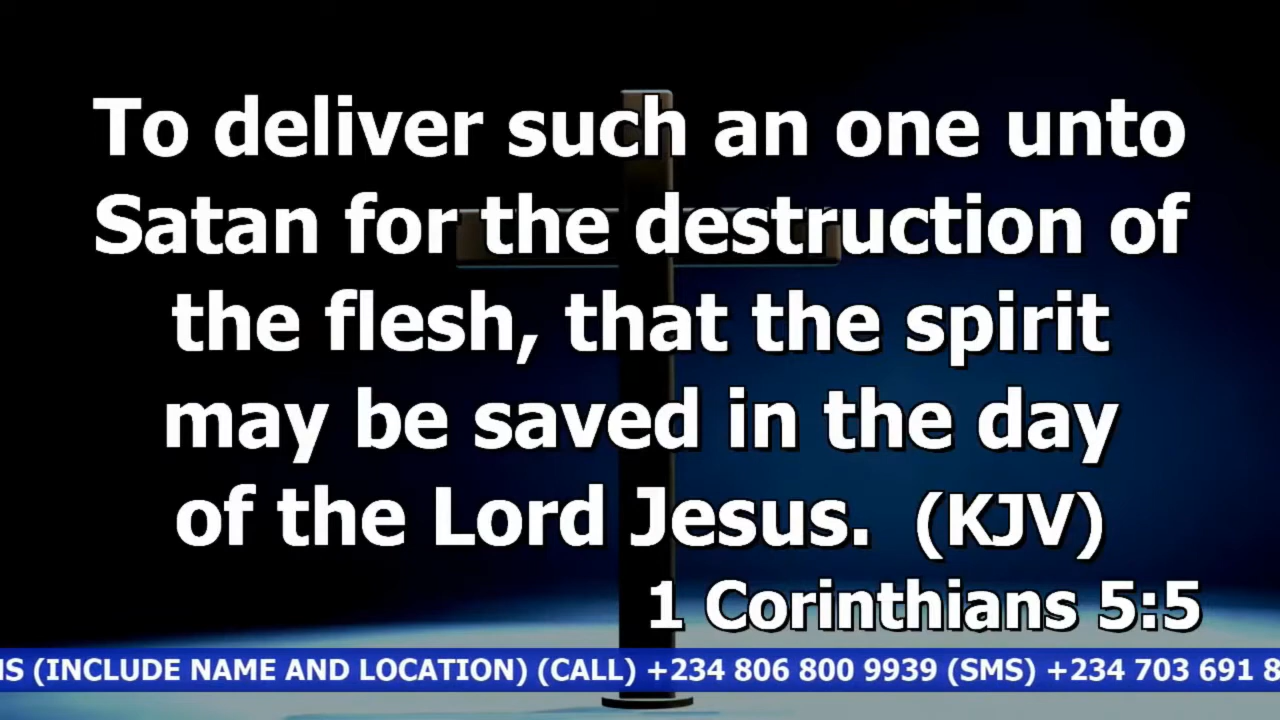 To deliver such an one unto
Satan for the destruction of
the flesh, that the spirit
may be saved in the day
of the Lord Jesus. (KJV)
1 Corinthians 5:5
(INCLUDE NAME AND LOCATION) (CALL) +234 806 800 9939 (SMS) +234 703 691